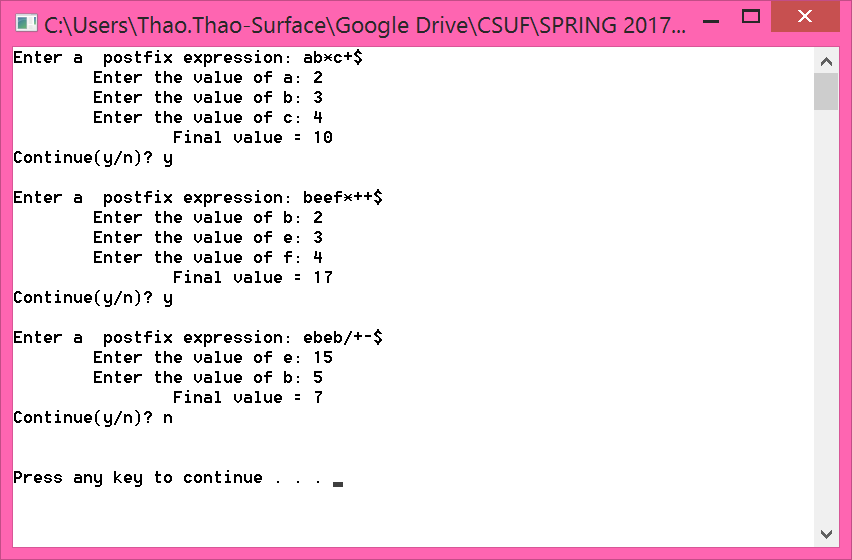 C:\Users\Thao.Thao-Surface\Google Drive\CSUF\SPRING 2017...
Enter a  postfix expression: ab*c+$
        Enter the value of a: 2
        Enter the value of b: 3
        Enter the value of c: 4
                Final value = 10
Continue(y/n)? y
Enter a  postfix expression: beef*++$
        Enter the value of b: 2
        Enter the value of e: 3
        Enter the value of f: 4
                Final value = 17
Continue(y/n)? y
Enter a  postfix expression: ebeb/+-$
        Enter the value of e: 15
        Enter the value of b: 5
                Final value = 7
Continue(y/n)? n
Press any key to continue . . .